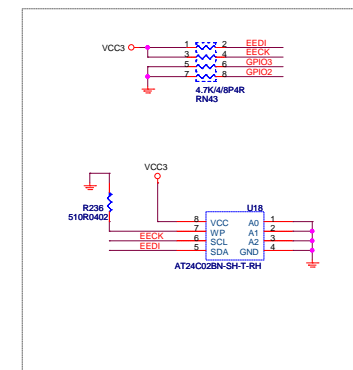 VCC3
1 2 EEDI
3 4 EECK
5 6 GPIO3
7 8 GPIO2
4.7K/4/8P4R
RN43
VCC3
R236
510R0402
U18
8 VCC A0 1
7 WP A1 2
EECK 6 SCL A2 3
EEDI 5 SDA GND 4
AT24C02BN-SH-T-RH